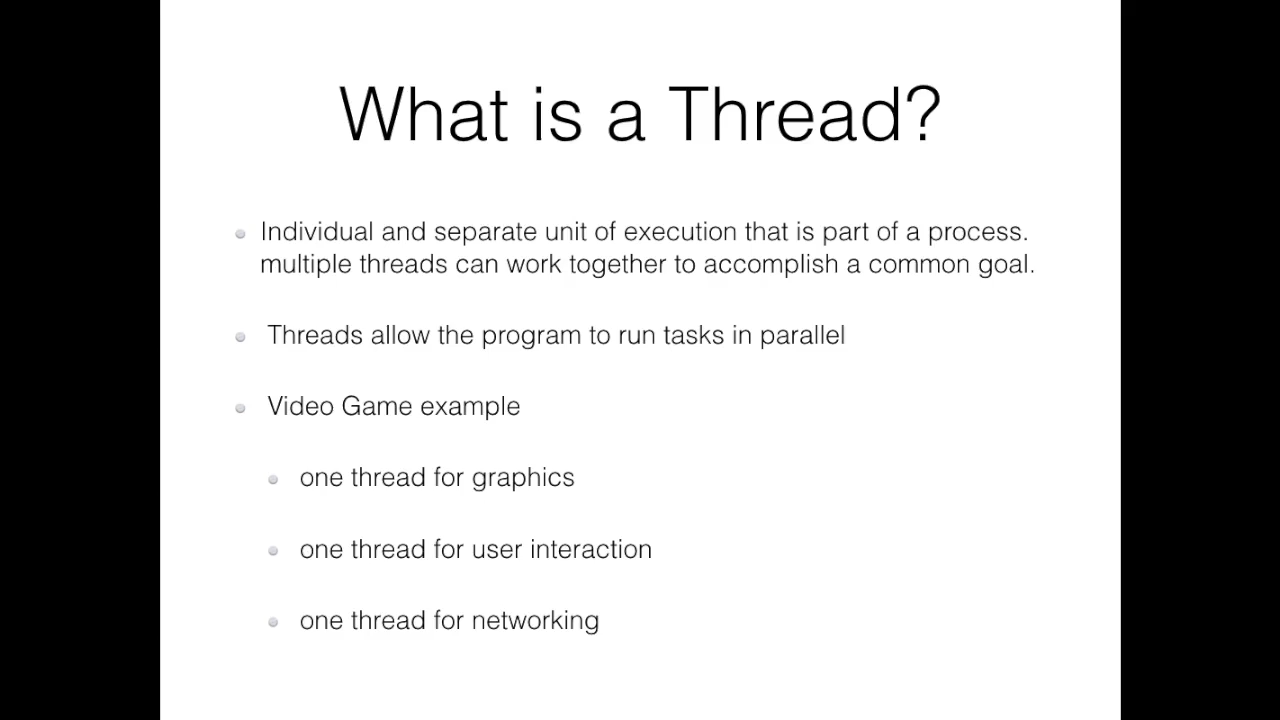 What is a Thread?
Individual and separate unit of execution that is part of a process.
multiple threads can work together to accomplish a common goal.
Threads allow the program to run tasks in parallel
Video Game example
one thread for graphics
one thread for user interaction
one thread for networking